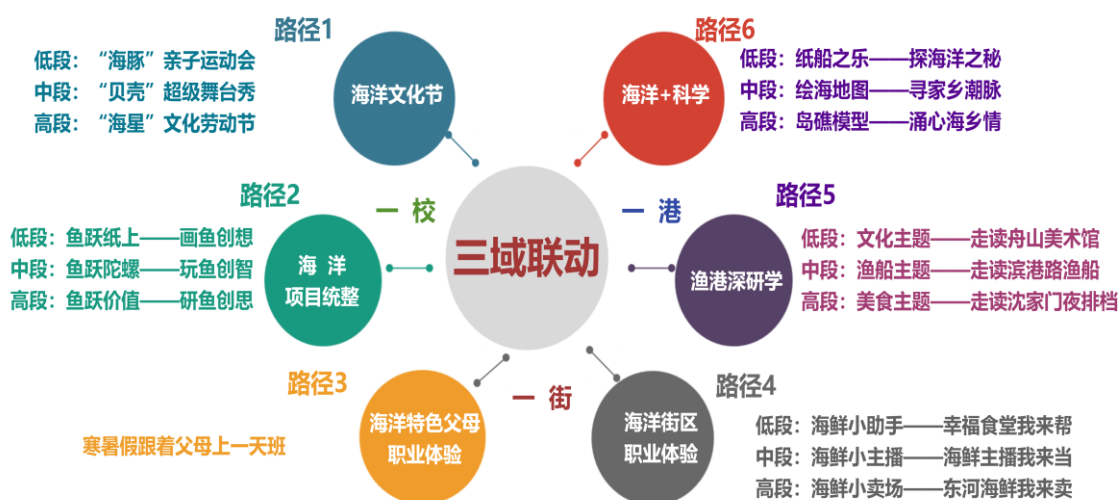 路径1
低段：“海豚”亲子运动会
中段：“贝壳”超级舞台秀
高段：“海星”文化劳动节
海洋文化节
路径6
低段：纸船之乐——探海洋之秘
中段：绘海地图——寻家乡潮脉
高段：岛礁模型——涌心海乡情
海洋+科学
路径2
低段：鱼跃纸上——画鱼创想
中段：鱼跃陀螺——玩鱼创智
高段：鱼跃价值——研鱼创思
海 洋
项目统整
一 校
三域联动
一 港
路径5
渔港深研学
低段：文化主题——走读舟山美术馆
中段：渔船主题——走读滨港路渔船
高段：美食主题——走读沈家门夜排档
路径3
寒暑假跟着父母上一天班
海洋特色父母
职业体验
一 街
路径4
海洋街区
职业体验
低段：海鲜小助手——幸福食堂我来帮
中段：海鲜小主播——海鲜主播我来当
高段：海鲜小卖场——东河海鲜我来卖